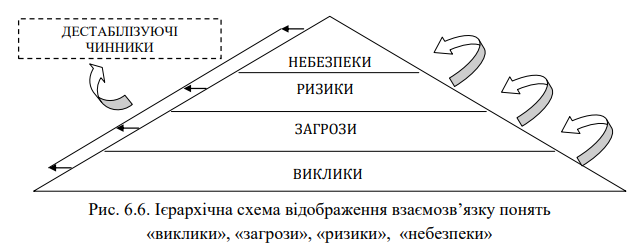 ДЕСТАБІЛІЗУЮЧІ
ЧИННИКИ
НЕБЕЗПЕКИ
РИЗИКИ
ЗАГРОЗИ
ВИКЛИКИ
Рис. 6.6. Ієрархічна схема відображення взаємозв’язку понять
«виклики», «загрози», «ризики», «небезпеки»